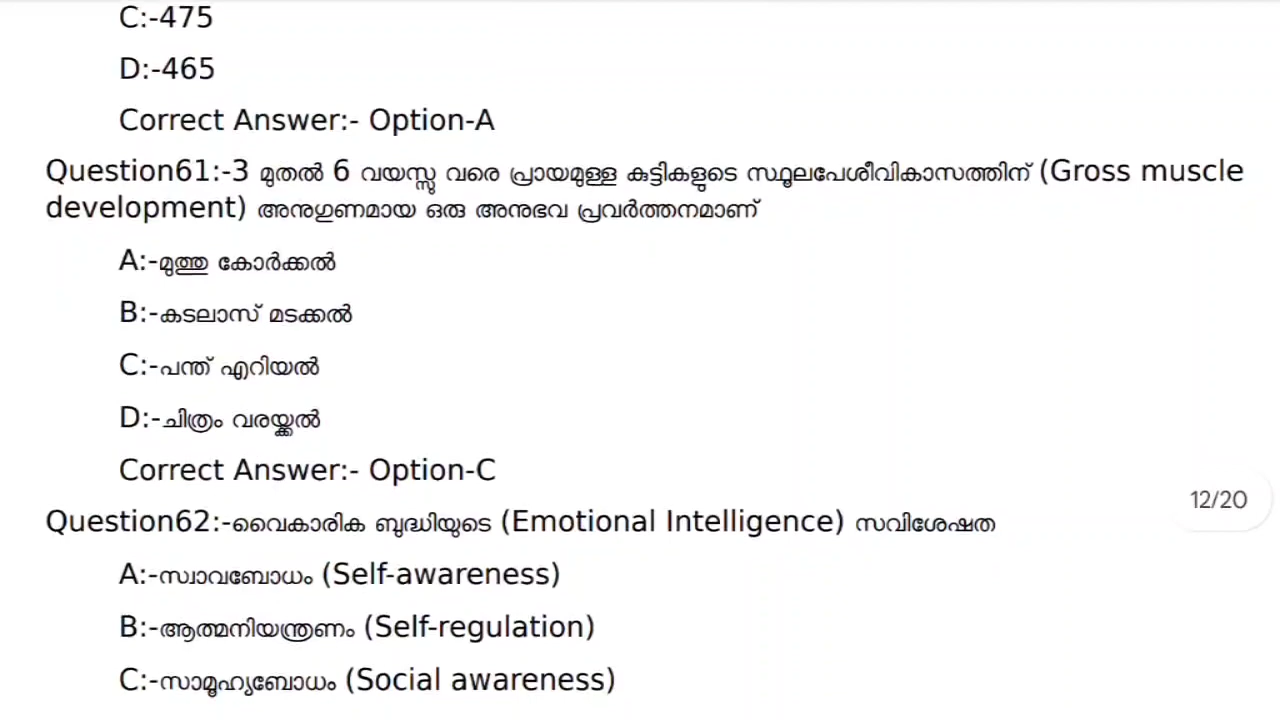 C:-475
D:-465
Correct Answer:- Option-A
Question61:-3 മുതൽ 6 വയസ്സു വരെ പ്രായമുള്ള കുട്ടികളുടെ സ്ഥൂലപേശീവികാസത്തിന് (Gross muscle
development) അനുഗുണമായ ഒരു അനുഭവ പ്രവർത്തനമാണ്
A:-മുത്തു കോർക്കൽ
B:-കടലാസ് മടക്കൽ
C:-പന്ത് എറിയൽ
D:-ചിത്രം വരയ്ക്കൽ
Correct Answer:- Option-C
12/20
Question62:-വൈകാരിക ബുദ്ധിയുടെ (Emotional Intelligence) സവിശേഷത
A:-സ്വാവബോധം (Self-awareness)
B:-ആത്മനിയന്ത്രണം (Self-regulation)
C:-സാമൂഹ്യബോധം (Social awareness)